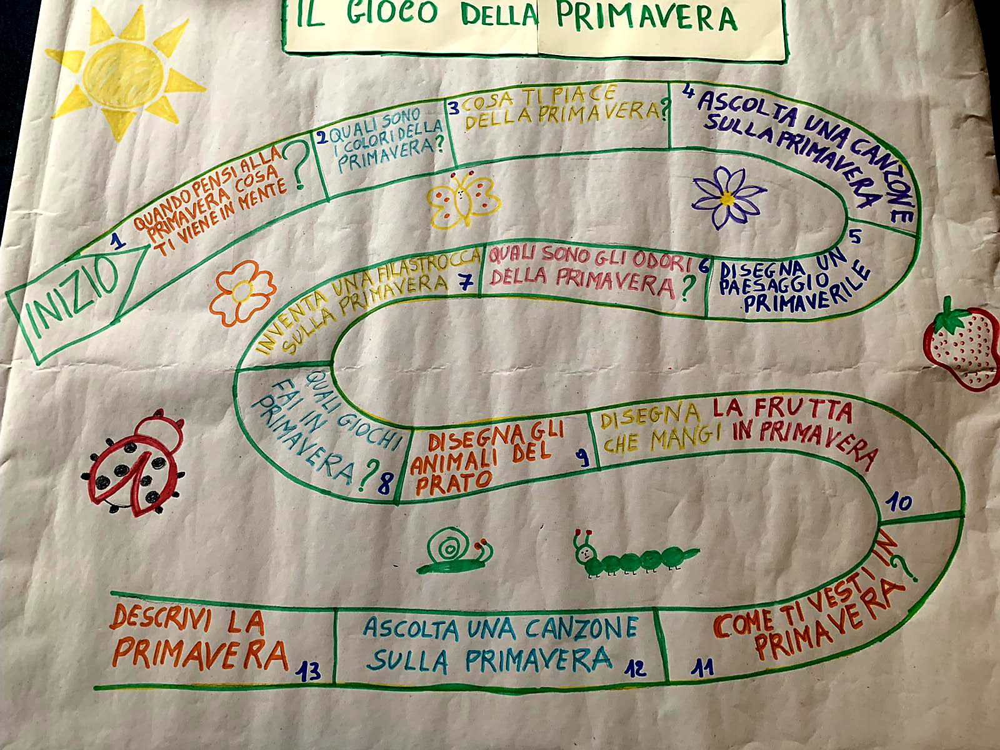 IL GIOCO DELLA PRIMAVERA
INIZIO
1
QUANDO PENSI ALLA
PRIMAVERA COSA
TI VIENE IN MENTE ?
2 QUALI SONO
I COLORI DELLA
PRIMAVERA?
3 COSA TI PIACE
DELLA PRIMAVERA?
4 ASCOLTA UNA CANZONE
SULLA PRIMAVERA
5
DISEGNA UN
PAESAGGIO
PRIMAVERILE
QUALI SONO GLI ODORI 6
DELLA PRIMAVERA?
INVENTA UNA FILASTROCCA
SULLA PRIMAVERA 7
QUALI GIOCHI
FAI IN
PRIMAVERA? 8
DISEGNA GLI
ANIMALI DEL 9
PRATO
DISEGNA LA FRUTTA
CHE MANGI IN PRIMAVERA
10
COME TI VESTI IN
PRIMAVERA?
11
ASCOLTA UNA CANZONE
SULLA PRIMAVERA 12
DESCRIVI LA
PRIMAVERA 13